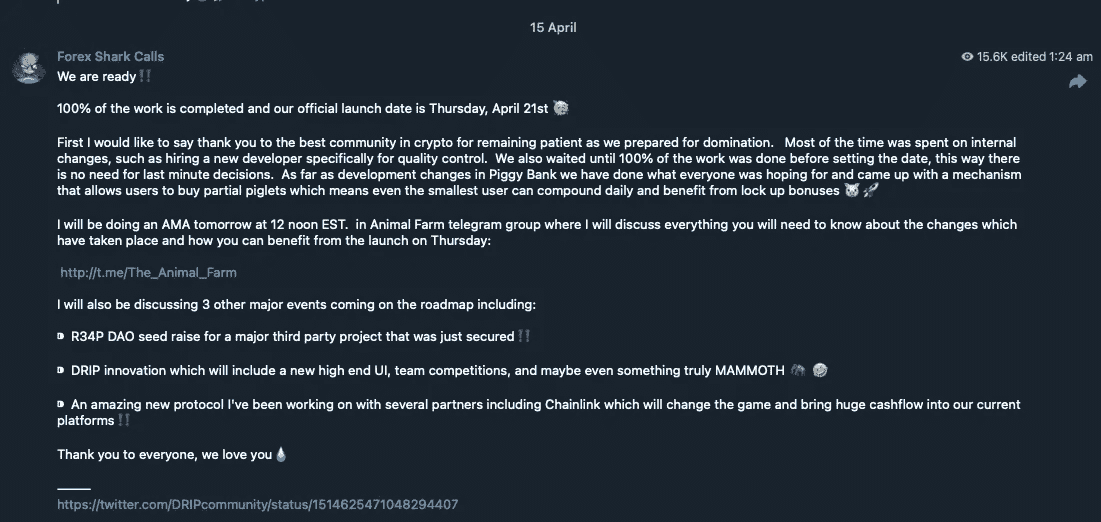 15 April
Forex Shark Calls
15.6K edited 1:24 am
We are ready‼️
100% of the work is completed and our official launch date is Thursday, April 21st
First I would like to say thank you to the best community in crypto for remaining patient as we prepared for domination.   Most of the time was spent on internal
changes, such as hiring a new developer specifically for quality control.  We also waited until 100% of the work was done before setting the date, this way there
is no need for last minute decisions.  As far as development changes in Piggy Bank we have done what everyone was hoping for and came up with a mechanism
that allows users to buy partial piglets which means even the smallest user can compound daily and benefit from lock up bonuses 🐷🚀
I will be doing an AMA tomorrow at 12 noon EST.  in Animal Farm telegram group where I will discuss everything you will need to know about the changes which
have taken place and how you can benefit from the launch on Thursday:
http://t.me/The_Animal_Farm
I will also be discussing 3 other major events coming on the roadmap including:
R34P DAO seed raise for a major third party project that was just secured‼️
DRIP innovation which will include a new high end UI, team competitions, and maybe even something truly MAMMOTH 🦣
An amazing new protocol I've been working on with several partners including Chainlink which will change the game and bring huge cashflow into our current
platforms‼️
Thank you to everyone, we love you💧
https://twitter.com/DRIPcommunity/status/1514625471048294407